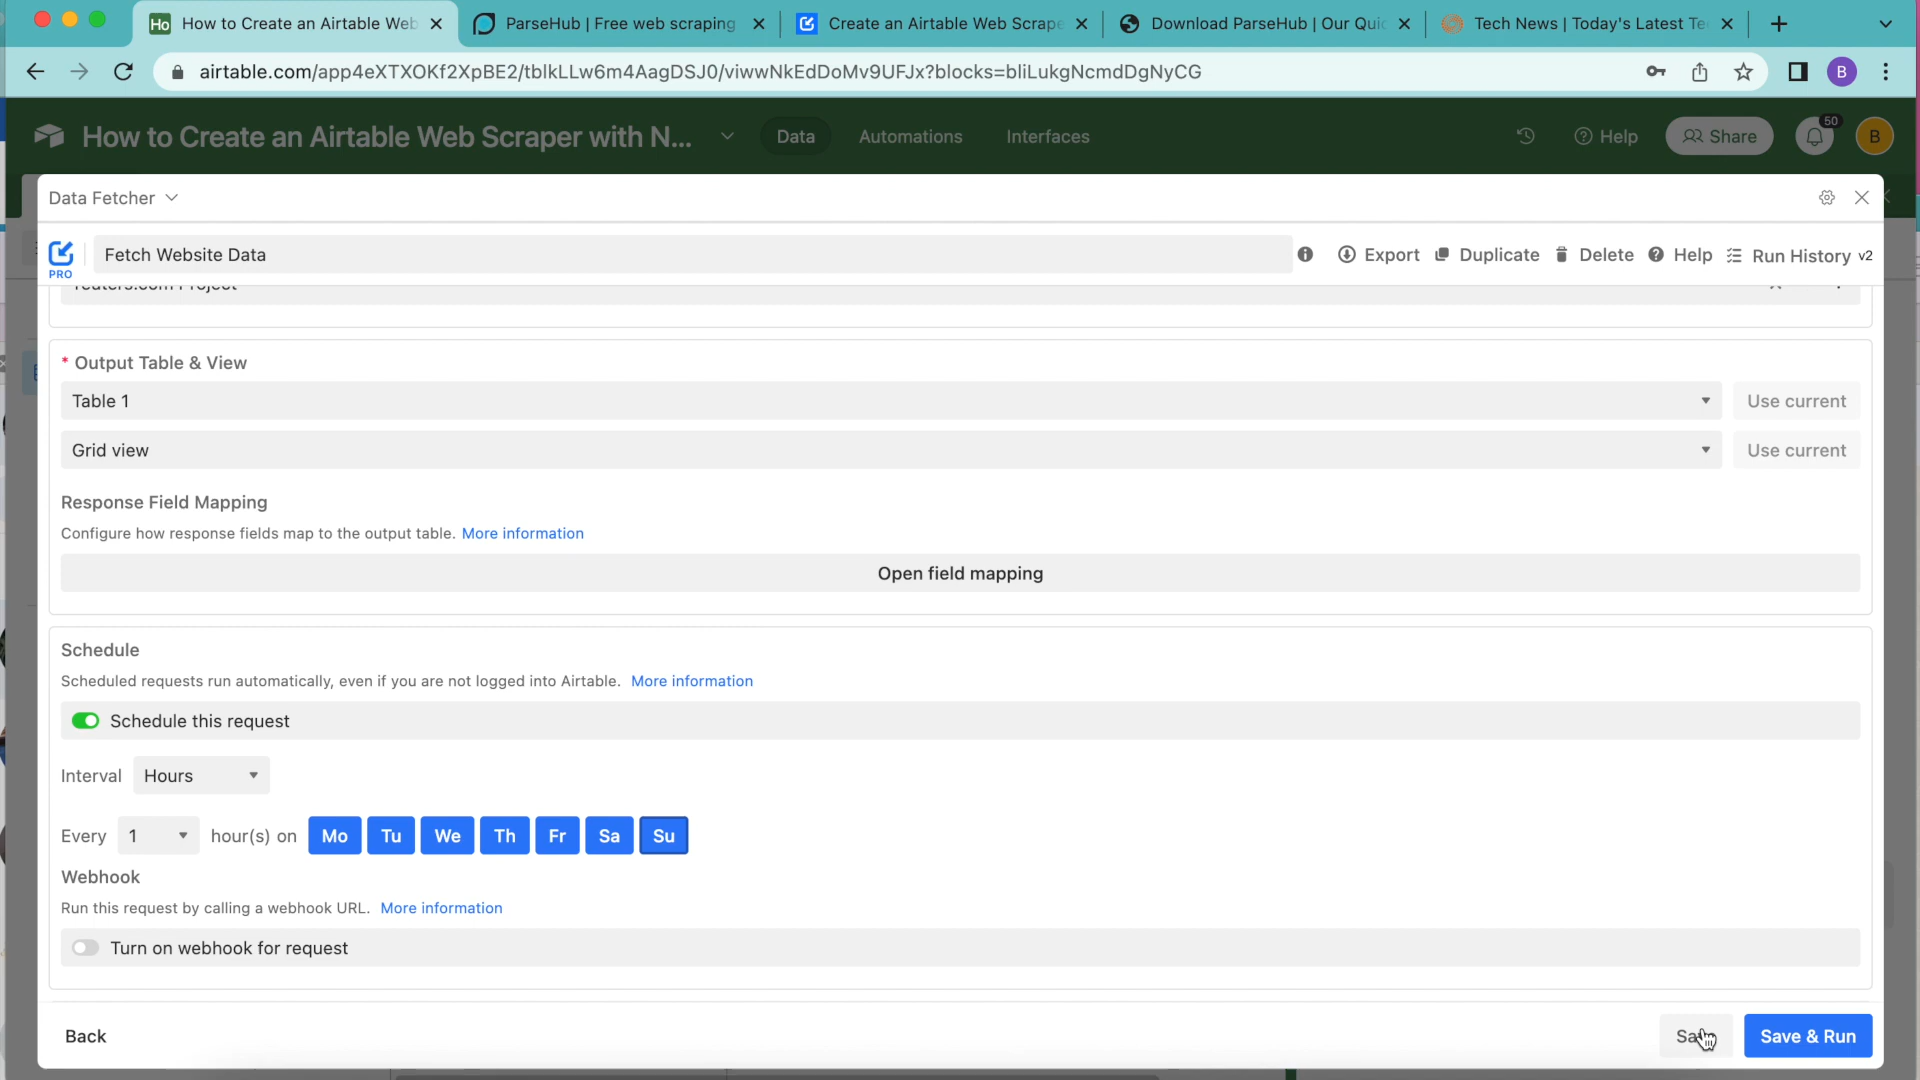 Ho How to Create an Airtable Web
ParseHub | Free web scraping
Create an Airtable Web Scrape
Download ParseHub | Our Quic
Tech News | Today's Latest Te
airtable.com/app4eXTXOKf2XpBE2/tblkLLw6m4AagDSJ0/viwwNkEdDoMv9UFJx?blocks=bliLukgNcmdDgNyCG
B
How to Create an Airtable Web Scraper with N...
Data
Automations
Interfaces
Help
Share
50
B
Data Fetcher
PRO
Fetch Website Data
Export
Duplicate
Delete
Help
Run History v2
reuters.com Project
* Output Table & View
Table 1
Use current
Grid view
Use current
Response Field Mapping
Configure how response fields map to the output table. More information
Open field mapping
Schedule
Scheduled requests run automatically, even if you are not logged into Airtable. More information
Schedule this request
Interval Hours
Every 1 hour(s) on Mo Tu We Th Fr Sa Su
Webhook
Run this request by calling a webhook URL. More information
Turn on webhook for request
Back
Save & Run